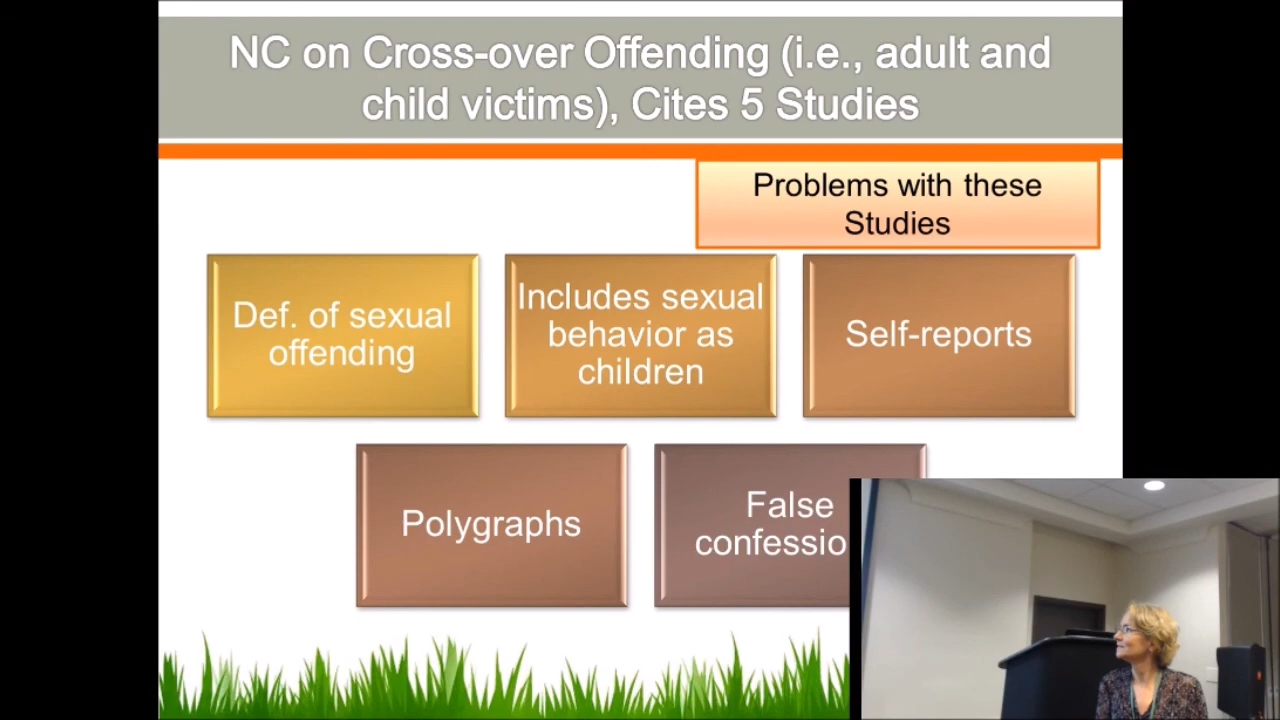 NC on Cross-over Offending (i.e., adult and
child victims), Cites 5 Studies
Problems with these
Studies
Def. of sexual
offending
Includes sexual
behavior as
children
Self-reports
Polygraphs
False
confessio